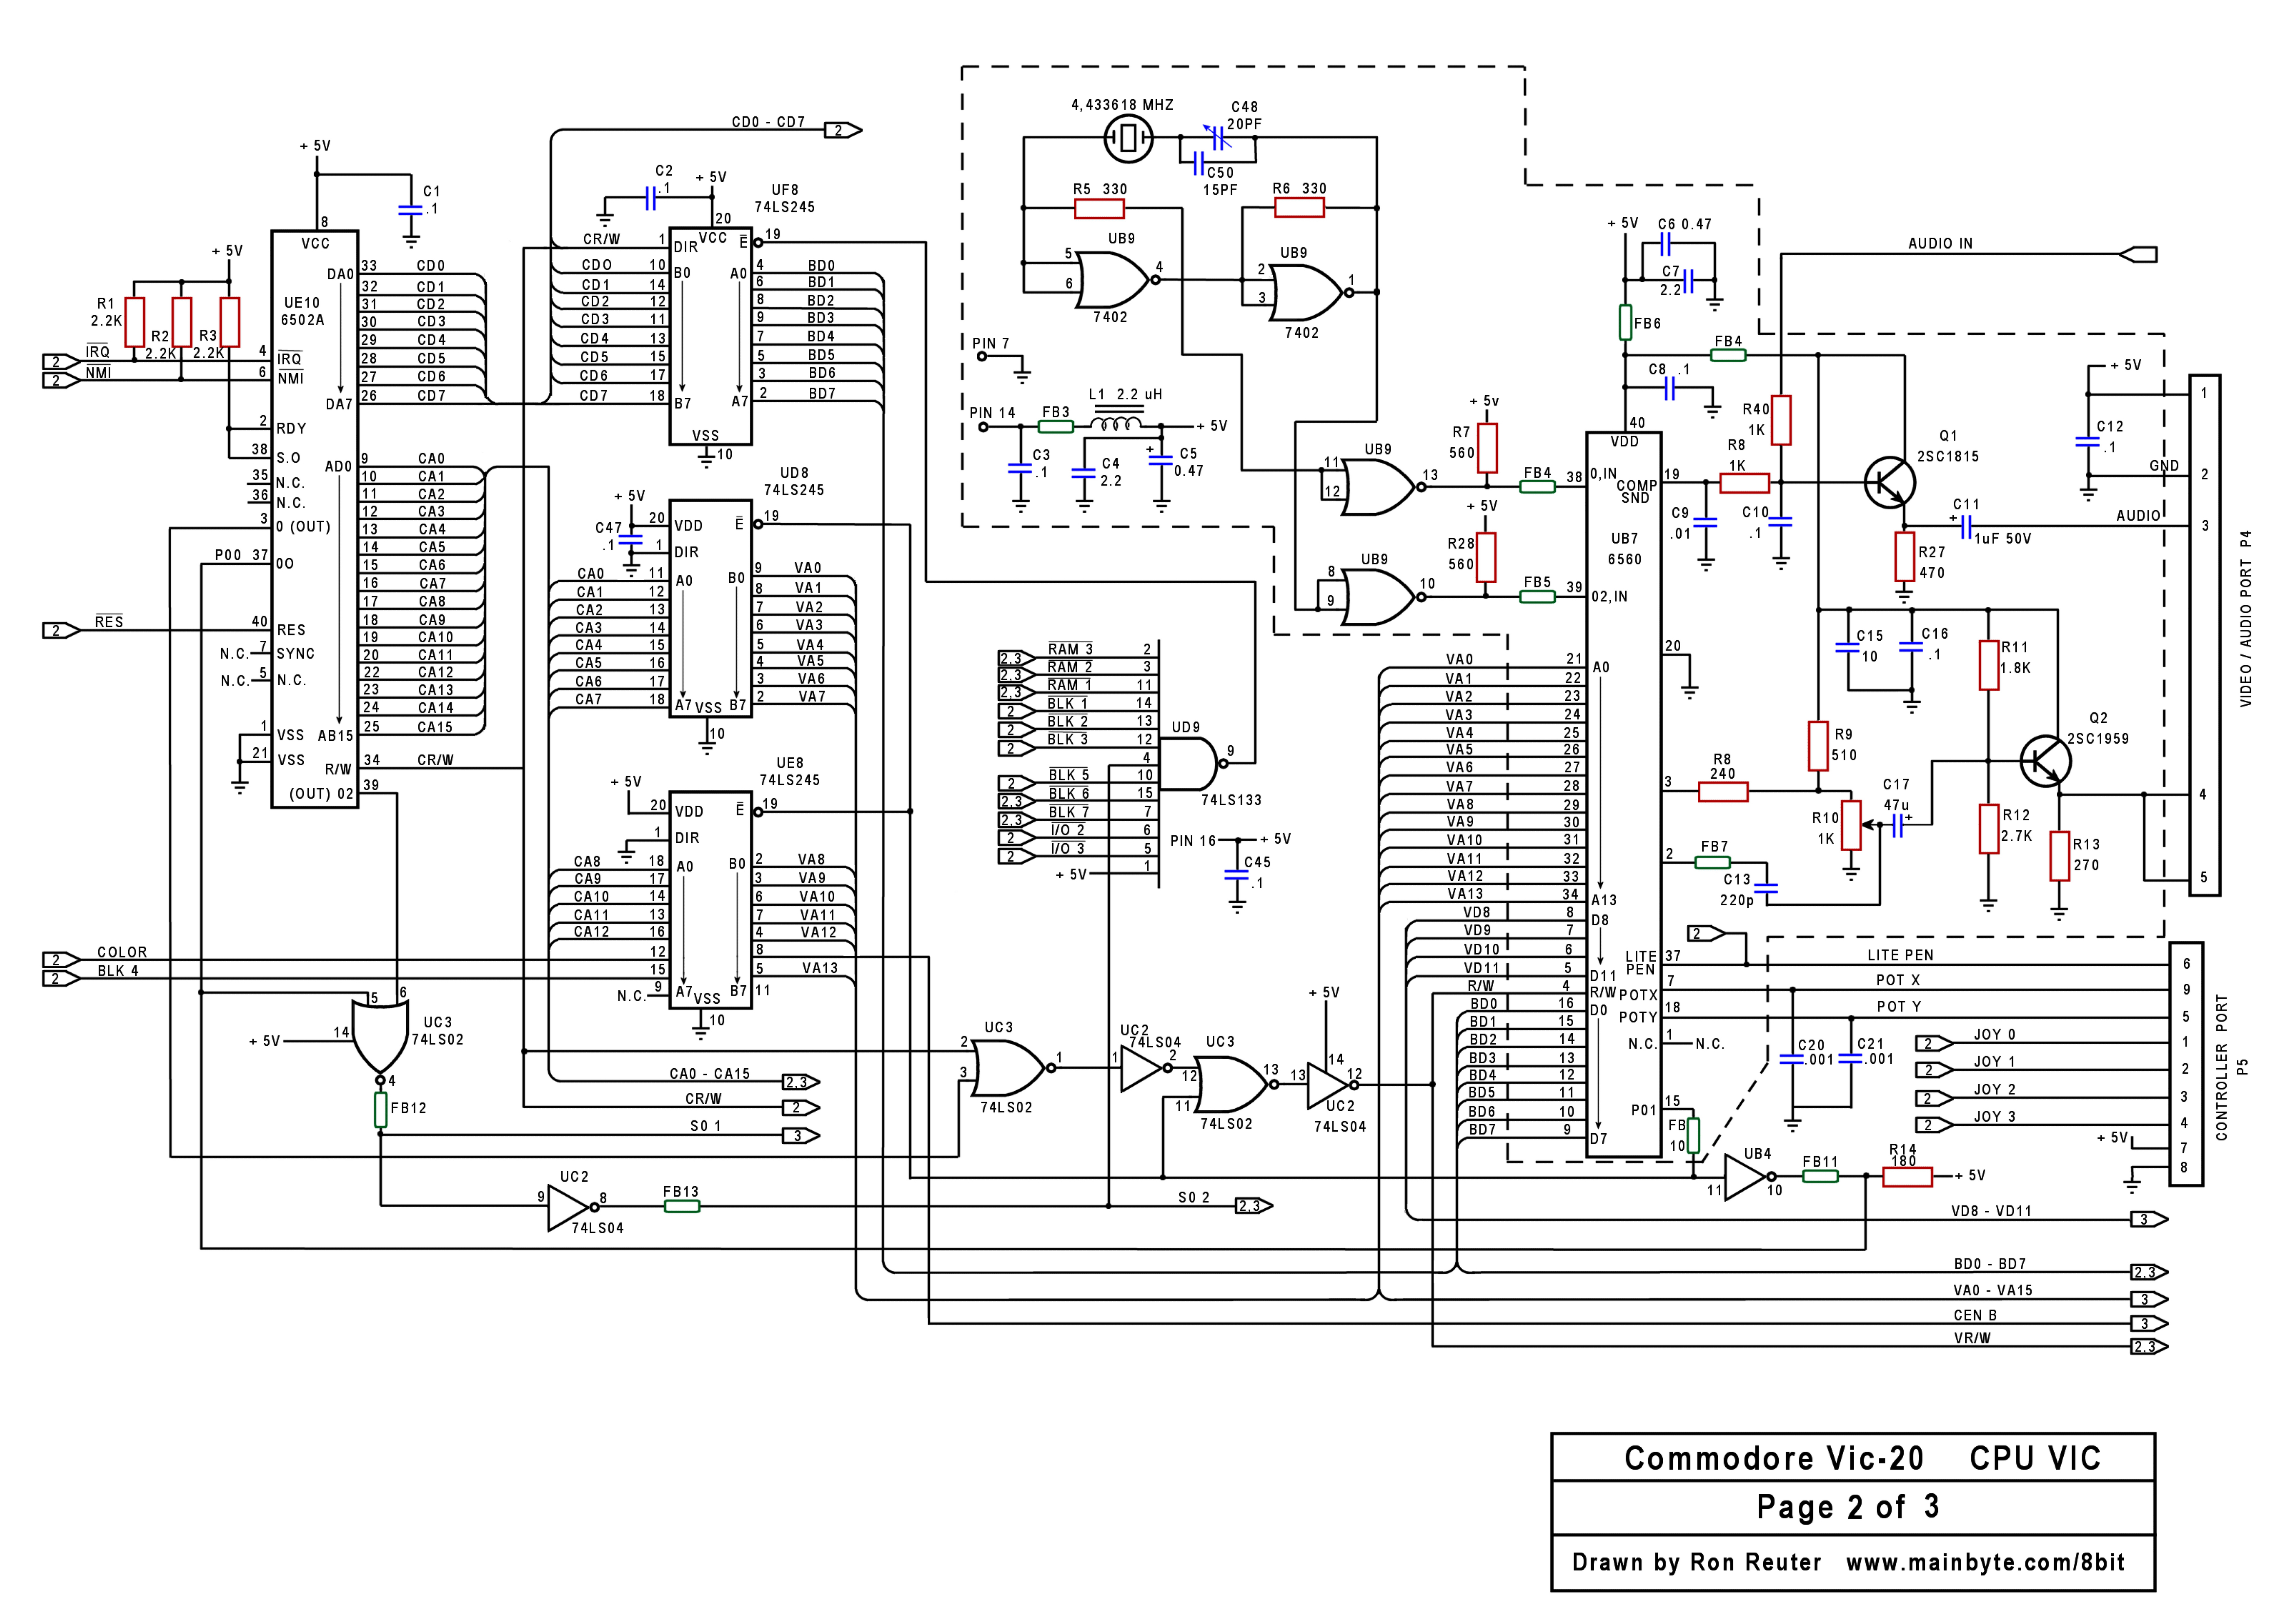 4,433618 MHZ
C48
20PF
C50
15PF
R5 330
R6 330
UB9
5
6
4
7402
UB9
2
3
1
7402
PIN 7
PIN 14
FB3
L1 2.2 uH
+ 5V
C3
.1
C4
2.2
+
C5
0.47
CD0 - CD7
2
+ 5V
C1
.1
8
VCC
UE10
6502A
+ 5V
R1
2.2K
R2
2.2K
R3
2.2K
2
IRQ
4
IRQ
2
NMI
6
NMI
2
RDY
38
S.O
35
N.C.
36
N.C.
3
0 (OUT)
P00 37
0O
2
RES
40
RES
N.C.
7
SYNC
N.C.
5
N.C.
1
VSS
21
VSS
DA0
33 CD0
32 CD1
31 CD2
30 CD3
29 CD4
28 CD5
27 CD6
DA7
26 CD7
AD0
9 CA0
10 CA1
11 CA2
12 CA3
13 CA4
14 CA5
15 CA6
16 CA7
17 CA8
18 CA9
19 CA10
20 CA11
22 CA12
23 CA13
24 CA14
AB15
25 CA15
R/W
34 CR/W
(OUT) 02
39
C2
.1
+ 5V
20
UF8
74LS245
VCC
E
19
CR/W 1
DIR
CDO 10
B0
CD1 14
CD2 12
CD3 11
CD4 13
CD5 15
CD6 17
CD7 18
B7
A0
4 BD0
6 BD1
8 BD2
9 BD3
7 BD4
5 BD5
3 BD6
A7
2 BD7
VSS
10
UD8
74LS245
+ 5V
C47
.1
20
VDD
E
19
1
DIR
CA0 11
A0
CA1 12
CA2 13
CA3 14
CA4 15
CA5 16
CA6 17
CA7 18
A7
VSS
B7
10
B0
9 VA0
8 VA1
7 VA2
6 VA3
5 VA4
4 VA5
3 VA6
2 VA7
UE8
74LS245
+ 5V
20
VDD
E
19
1
DIR
CA8 18
A0
CA9 17
CA10 14
CA11 13
CA12 16
12
15
N.C.
9
A7
VSS
B7
10
B0
2 VA8
3 VA9
6 VA10
7 VA11
4 VA12
8
5 VA13
11
2
COLOR
2
BLK 4
5
6
+ 5V
14
UC3
74LS02
4
FB12
CA0 - CA15
2,3
CR/W
2
S0 1
3
UC2
9
8
74LS04
FB13
S0 2
2,3
2,3
RAM 3
2
2,3
RAM 2
3
2,3
RAM 1
11
2
BLK 1
14
2
BLK 2
13
2
BLK 3
12
4
2
BLK 5
10
2,3
BLK 6
15
2,3
BLK 7
7
2
I/O 2
6
2
I/O 3
5
+ 5V
1
UD9
9
74LS133
PIN 16
+ 5V
C45
.1
UC3
2
3
1
74LS02
UC2
74LS04
1
2
UC3
12
11
13
74LS02
+ 5V
14
13
12
UC2
74LS04
UB9
11
12
13
UB9
8
9
10
+ 5v
R7
560
FB4
38
+ 5V
R28
560
FB5
39
+ 5V
C6 0.47
C7
2.2
FB6
FB4
C8 .1
40
VDD
0,IN
COMP
SND
UB7
6560
02,IN
19
20
VA0 21
A0
VA1 22
VA2 23
VA3 24
VA4 25
VA5 26
VA6 27
VA7 28
VA8 29
VA9 30
VA10 31
VA11 32
VA12 33
VA13 34
A13
VD8 8
D8
VD9 7
VD10 6
VD11 5
D11
R/W 4
R/W
BD0 16
D0
BD1 15
BD2 14
BD3 13
BD4 12
BD5 11
BD6 10
BD7 9
D7
3
2
LITE
PEN
37
POTX
7
POTY
18
N.C.
1
N.C.
P01
15
FB
10
AUDIO IN
R40
1K
R8
1K
C9
.01
C10
.1
Q1
2SC1815
C11
+
1uF 50V
AUDIO
R27
470
+ 5V
C12
.1
GND
1
2
3
4
5
VIDEO / AUDIO PORT P4
C15
10
C16
.1
R11
1.8K
Q2
2SC1959
R9
510
R8
240
R10
1K
C17
47u
+
R12
2.7K
R13
270
FB7
C13
220p
2
LITE PEN
6
POT X
9
POT Y
5
C20
.001
C21
.001
2
JOY 0
1
2
JOY 1
2
2
JOY 2
3
2
JOY 3
4
+ 5V
7
8
CONTROLLER PORT
P5
UB4
11
10
FB11
R14
180
+ 5V
VD8 - VD11
3
BD0 - BD7
2,3
VA0 - VA15
3
CEN B
3
VR/W
2,3
Commodore Vic-20 CPU VIC
Page 2 of 3
Drawn by Ron Reuter www.mainbyte.com/8bit